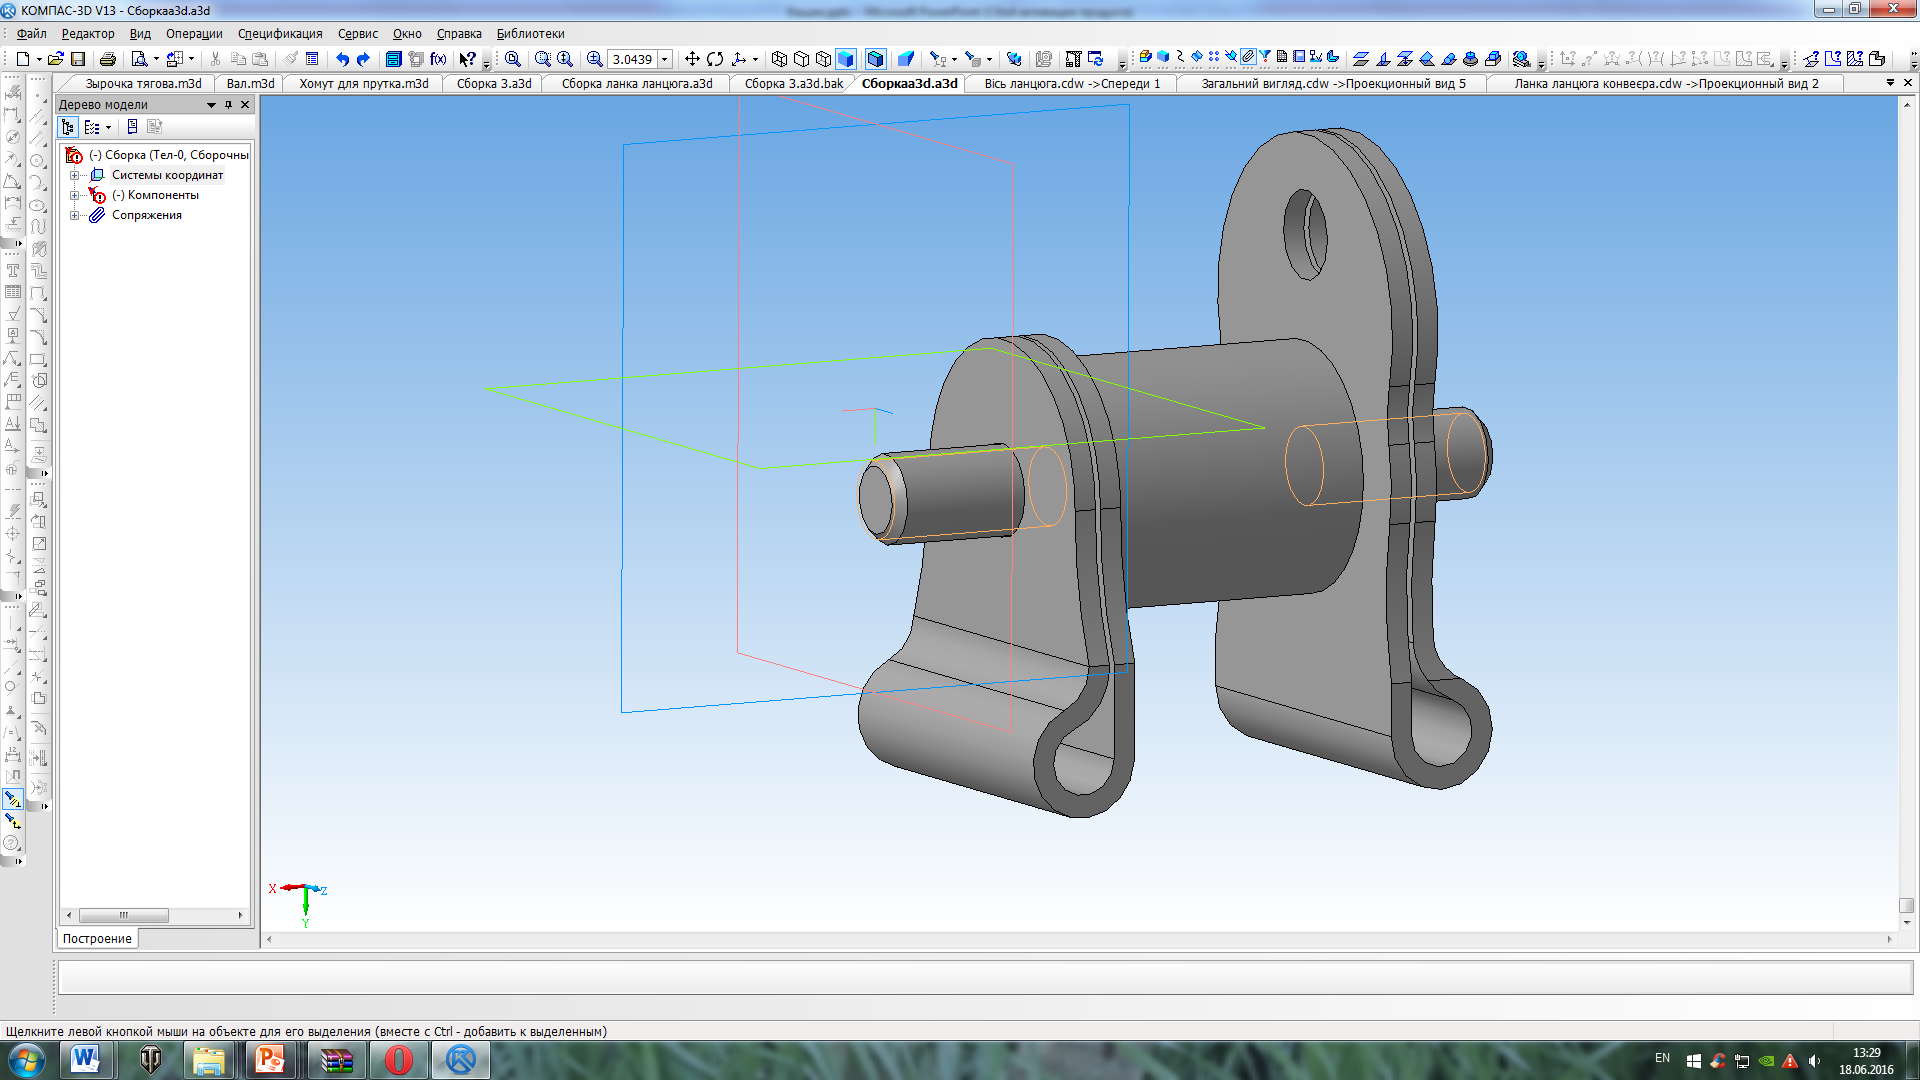 КОМПАС-3D V13 - Сборкаа3d.a3d
Файл Редактор Вид Операции Спецификация Сервис Окно Справка Библиотеки
f(x) 3.0439
Зырочка тягова.m3d Вал.m3d Хомут для прутка.m3d Сборка 3.a3d Сборка ланка ланцюга.a3d Сборка 3.a3d.bak Сборкаа3d.a3d Вісь ланцюга.cdw ->Спереди 1 Загальний вигляд.cdw ->Проекционный вид 5 Ланка ланцюга конвеєра.cdw ->Проекционный вид 2
Дерево модели
(-) Сборка (Тел-0, Сборочны
Системы координат
(-) Компоненты
Сопряжения
X Z
Y
Построение
Щелкните левой кнопкой мыши на объекте для его выделения (вместе с Ctrl - добавить к выделенным)
EN
13:29
18.06.2016